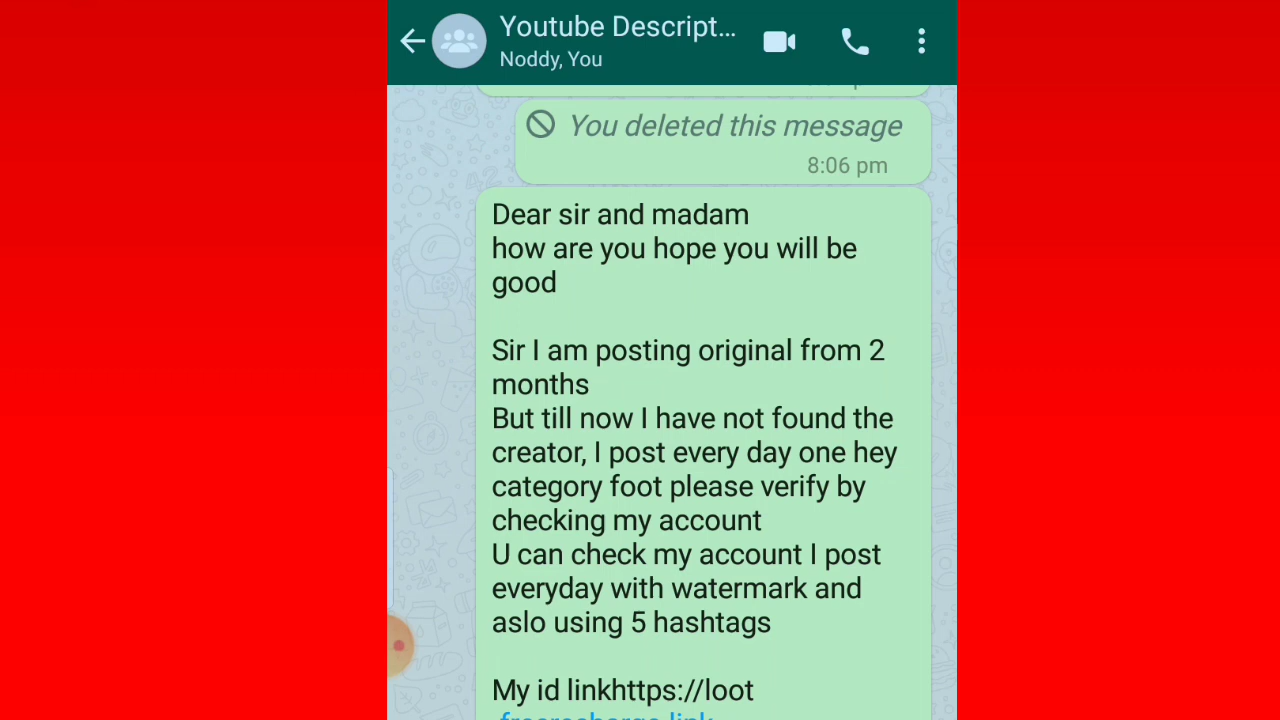 Youtube Descript...
Noddy, You
You deleted this message
8:06 pm
Dear sir and madam
how are you hope you will be
good
Sir I am posting original from 2
months
But till now I have not found the
creator, I post every day one hey
category foot please verify by
checking my account
U can check my account I post
everyday with watermark and
aslo using 5 hashtags
My id linkhttps://loot